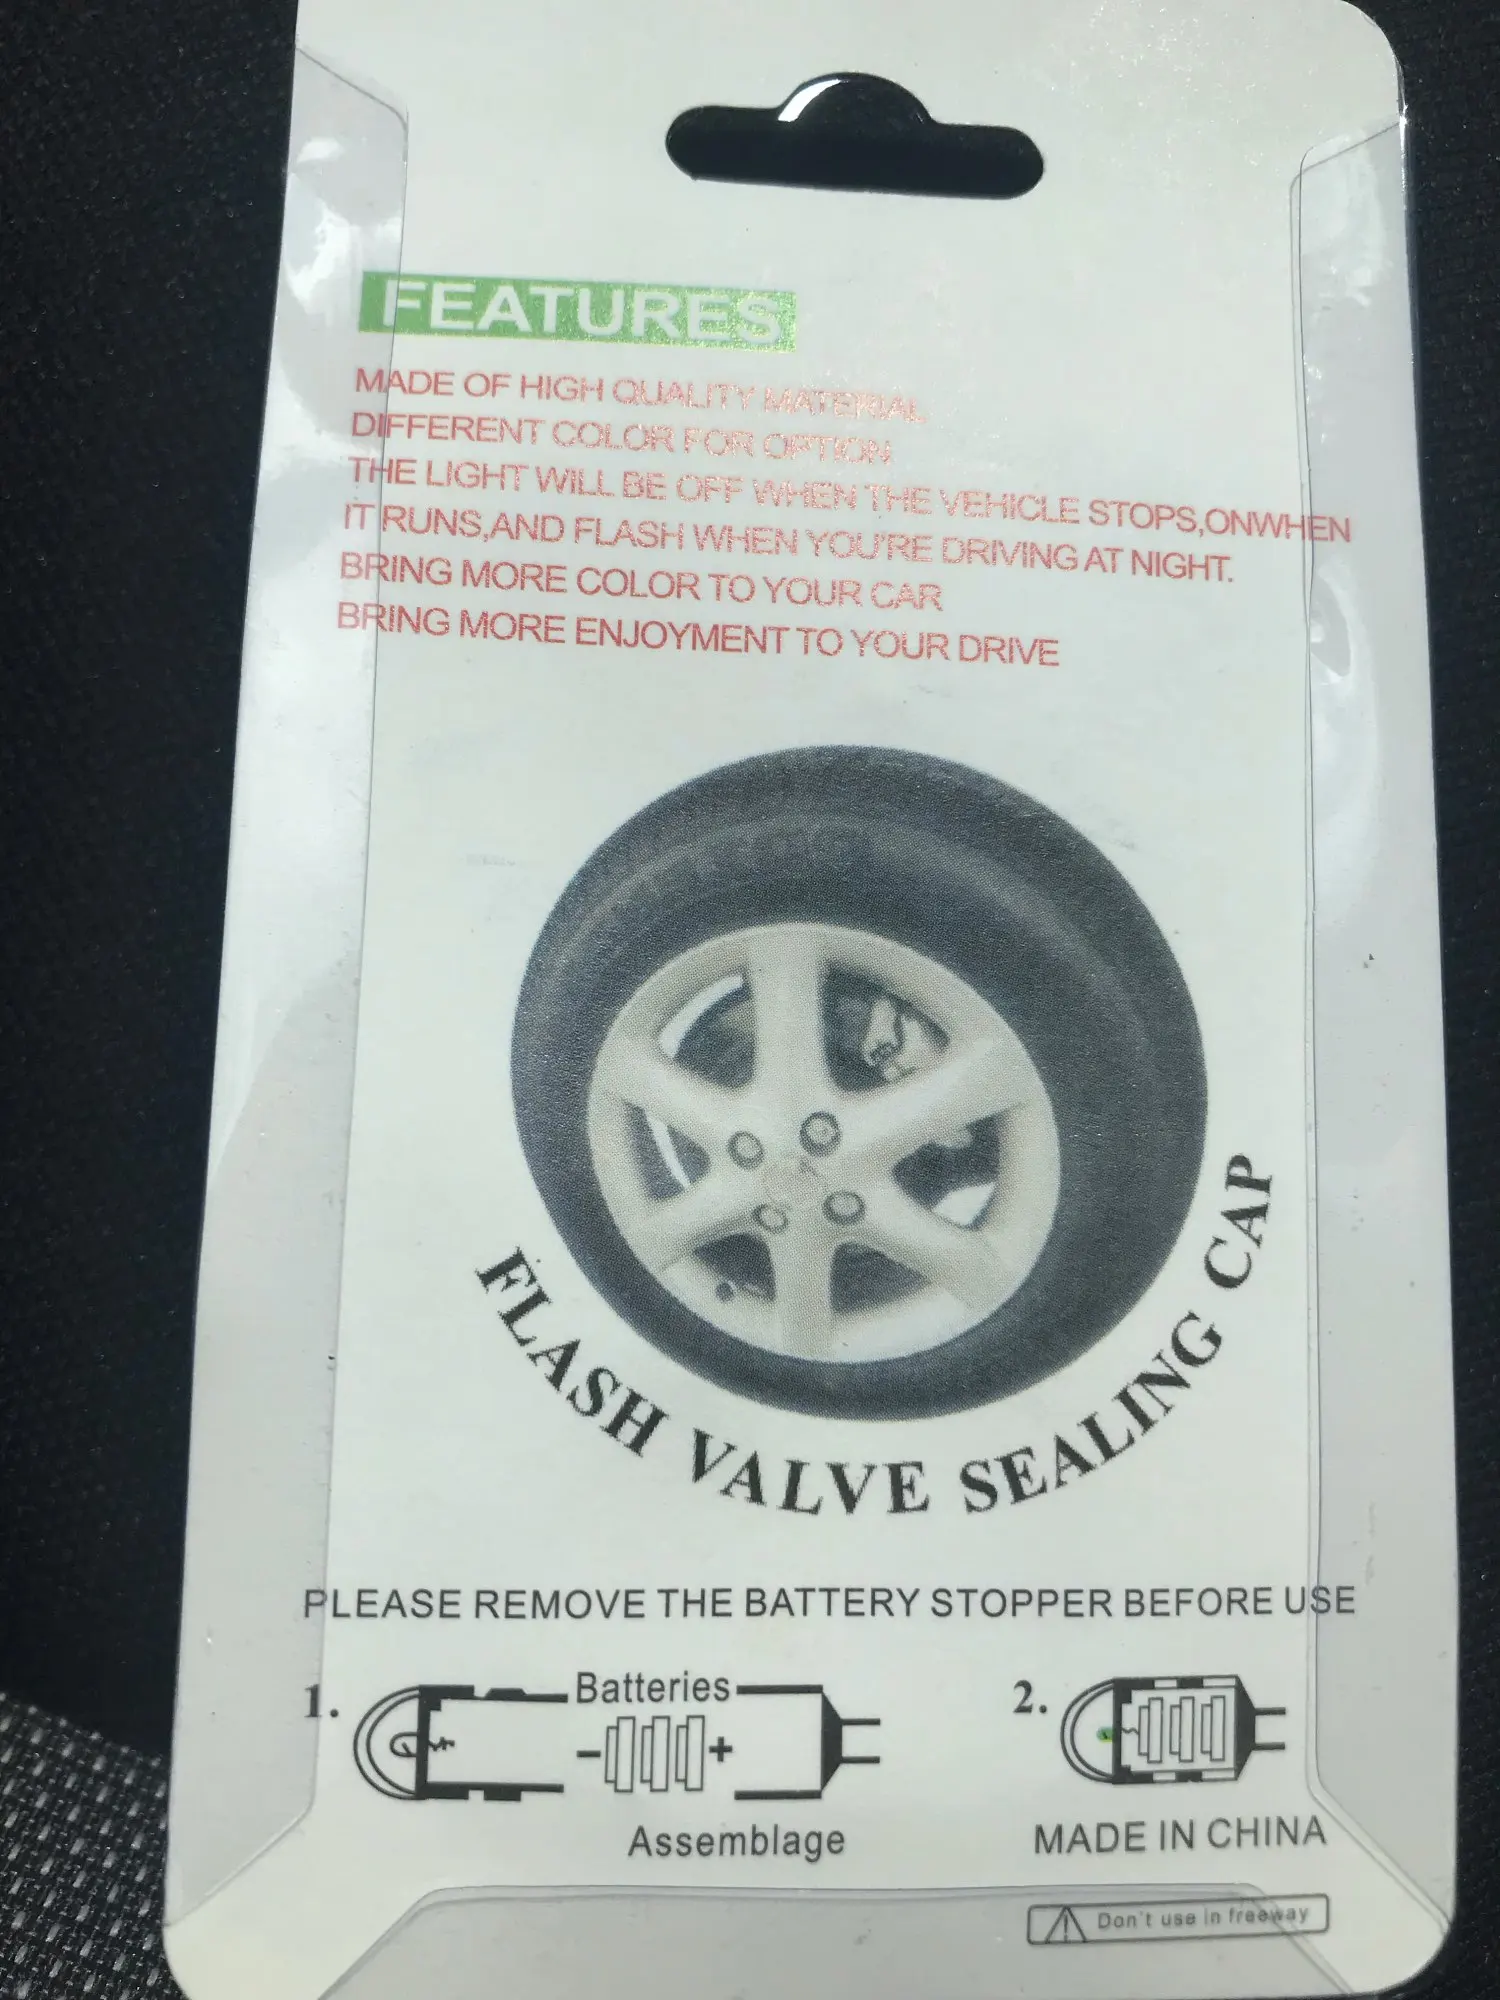 FEATURES
MADE OF HIGH QUALITY MATERIAL
DIFFERENT COLOR FOR OPTION
THE LIGHT WILL BE OFF WHEN THE VEHICLE STOPS,ONWHEN
IT RUNS,AND FLASH WHEN YOU'RE DRIVING AT NIGHT.
BRING MORE COLOR TO YOUR CAR
BRING MORE ENJOYMENT TO YOUR DRIVE
FLASH VALVE SEALING CAP
PLEASE REMOVE THE BATTERY STOPPER BEFORE USE
1. Batteries 2.
- +
Assemblage
MADE IN CHINA
Don't use in freeway